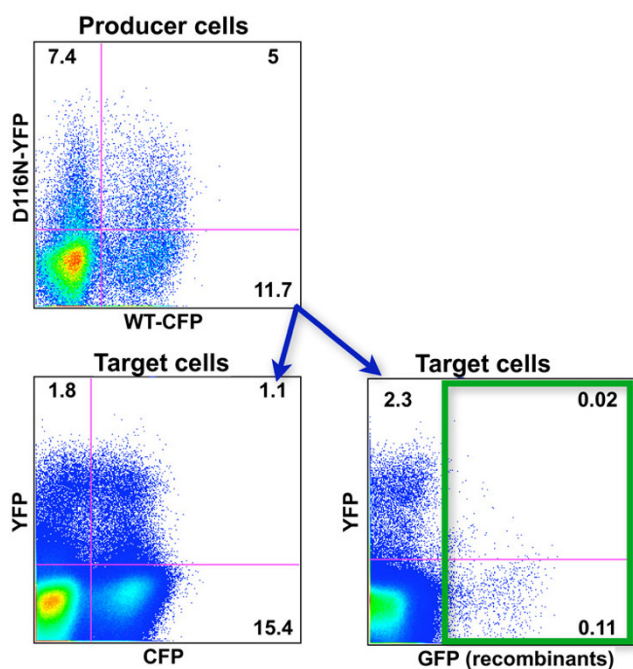 Producer cells
7.4 5
D116N-YFP
11.7
WT-CFP
Target cells
1.8 1.1
YFP
15.4
CFP
Target cells
2.3 0.02
YFP
0.11
GFP (recombinants)